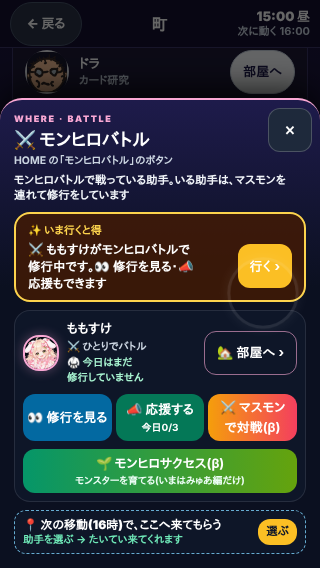 ← 戻る
町
15:00 昼
次に動く 16:00
ドラ
カード研究
部屋へ
WHERE · BATTLE
⚔️ モンヒロバトル
×
HOME の「モンヒロバトル」のボタン
モンヒロバトルで戦っている助手。いる助手は、マスモンを
連れて修行をしています
✨ いま行くと得
⚔️ ももすけがモンヒロバトルで
修行中です。👀 修行を見る・📣
応援もできます
行く ›
ももすけ
⚔️ ひとりでバトル
🥋 今日はまだ
修行していません
🏡 部屋へ ›
👀 修行を見る
📣 応援する
今日0/3
⚔️ マスモン
で対戦(β)
🌱 モンヒロサクセス(β)
モンスターを育てる(いまはみゅあ編だけ)
📍 次の移動(16時)で、ここへ来てもらう
助手を選ぶ → たいてい来てくれます
選ぶ